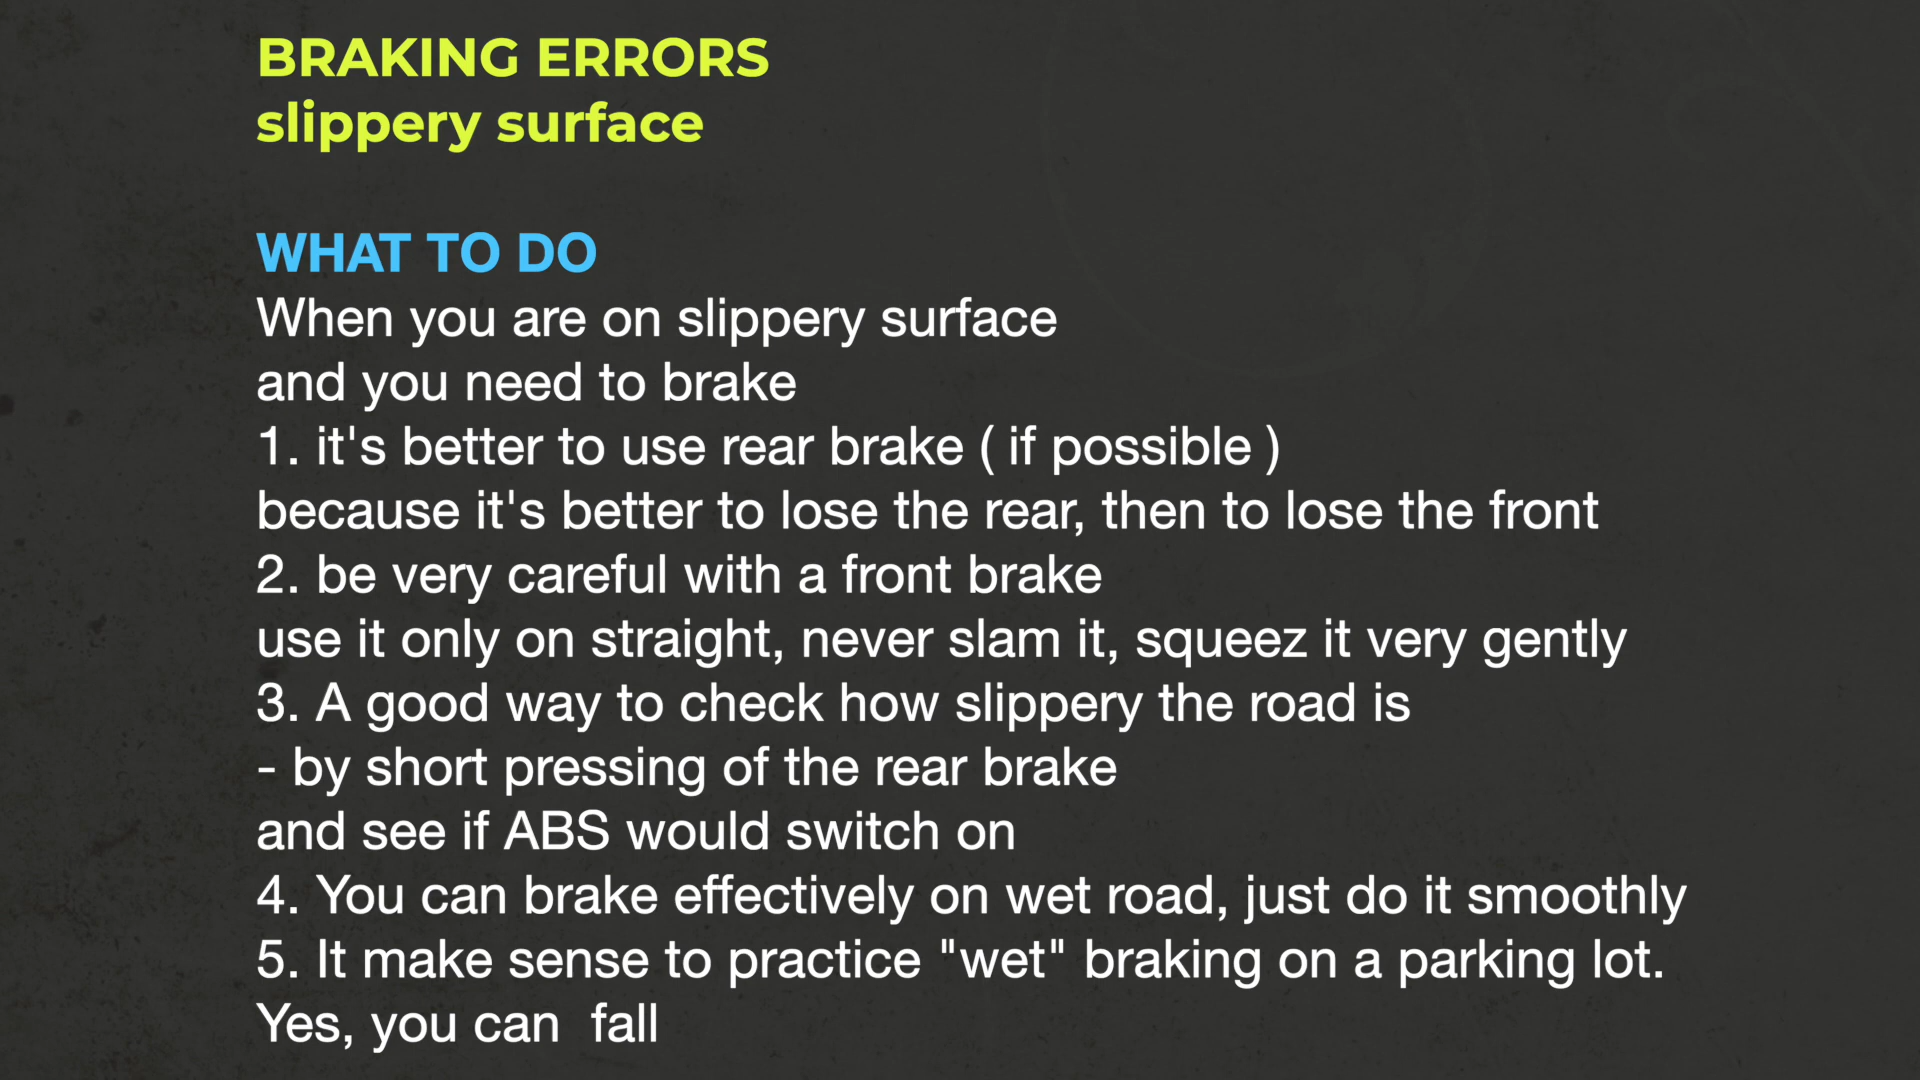 BRAKING ERRORS
slippery surface
WHAT TO DO
When you are on slippery surface
and you need to brake
1. it's better to use rear brake ( if possible )
because it's better to lose the rear, then to lose the front
2. be very careful with a front brake
use it only on straight, never slam it, squeez it very gently
3. A good way to check how slippery the road is
- by short pressing of the rear brake
and see if ABS would switch on
4. You can brake effectively on wet road, just do it smoothly
5. It make sense to practice "wet" braking on a parking lot.
Yes, you can  fall